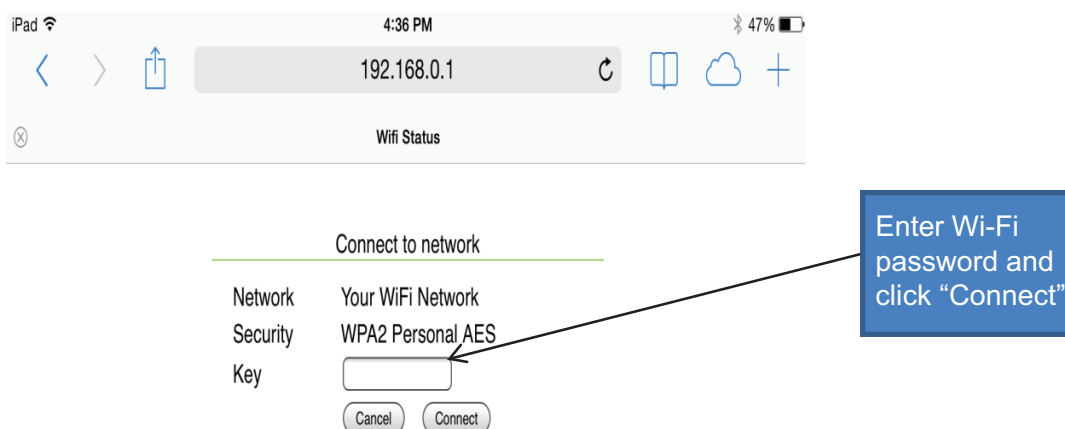 iPad 4:36 PM 47%
192.168.0.1
Wifi Status
Connect to network
Network Your WiFi Network
Security WPA2 Personal AES
Key
Cancel Connect
Enter Wi-Fi
password and
click “Connect”